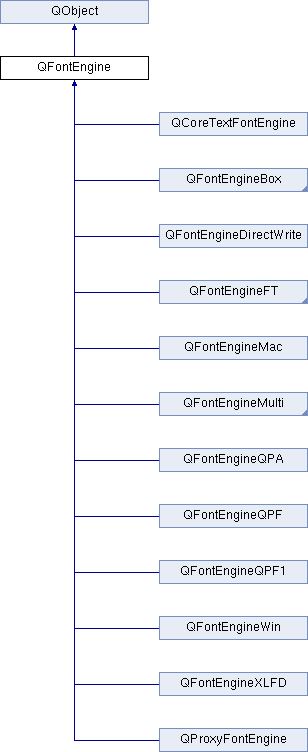 QObject
QFontEngine
QCoreTextFontEngine
QFontEngineBox
QFontEngineDirectWrite
QFontEngineFT
QFontEngineMac
QFontEngineMulti
QFontEngineQPA
QFontEngineQPF
QFontEngineQPF1
QFontEngineWin
QFontEngineXLFD
QProxyFontEngine